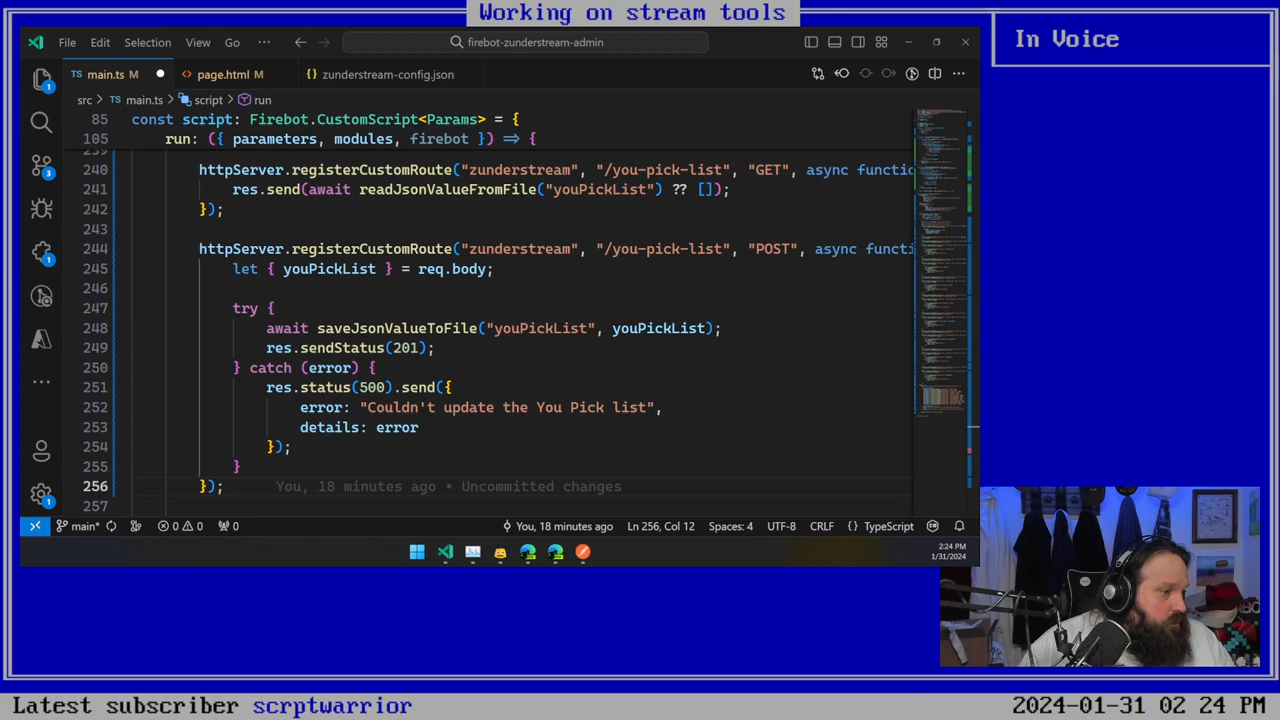 Working on stream tools
In Voice
File Edit Selection View Go ··· firebot-zunderstream-admin
TS main.ts M <> page.html M {} zunderstream-config.json
src > TS main.ts > script > run
85 const script: Firebot.CustomScript<Params> = {
105 run: ({ parameters, modules, firebot }) => {
240 "/you-pick-list", "GET", async functio
241 res.send(await readJsonValueFromFile("youPickList") ?? []);
242 });
244 "zunderstream", "/you-pick-list", "POST", async functi
245 { youPickList } = req.body;
246
247 try {
248 await saveJsonValueToFile("youPickList", youPickList);
249 res.sendStatus(201);
250 catch (error) {
251 res.status(500).send({
252 error: "Couldn't update the You Pick list",
253 details: error
254 });
255 }
256 }); You, 18 minutes ago • Uncommitted changes
257
main* 0 0 0 You, 18 minutes ago Ln 256, Col 12 Spaces: 4 UTF-8 CRLF {} TypeScript
2:24 PM
1/31/2024
Latest subscriber scrptwarrior 2024-01-31 02 24 PM